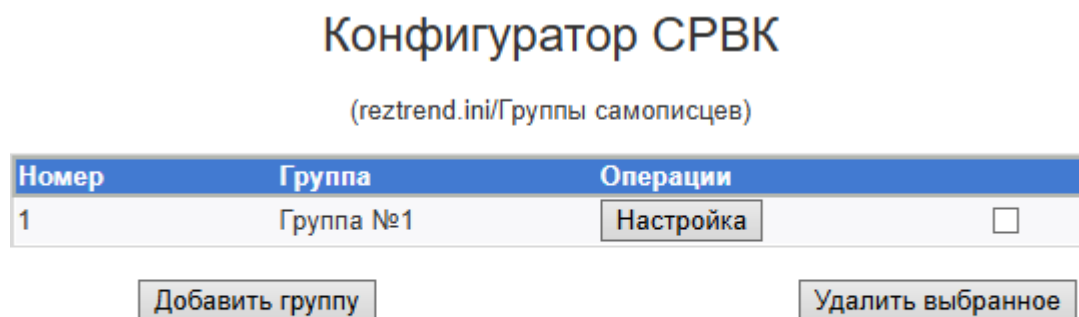 Конфигуратор СРВК
(reztrend.ini/Группы самописцев)
Номер Группа Операции
1 Группа №1 Настройка
Добавить группу Удалить выбранное